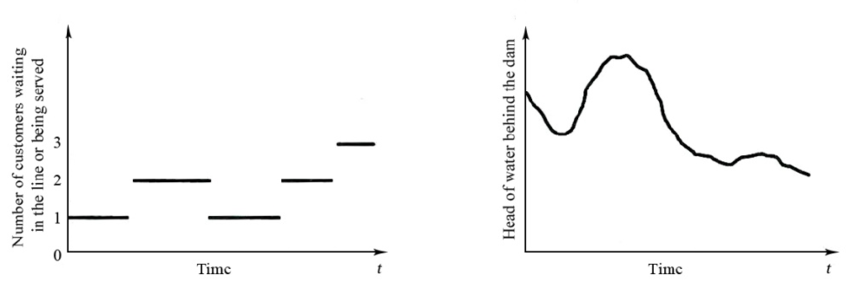 Number of customers waiting
in the line or being served
3
2
1
0
Time
t
Head of water behind the dam
Time
t